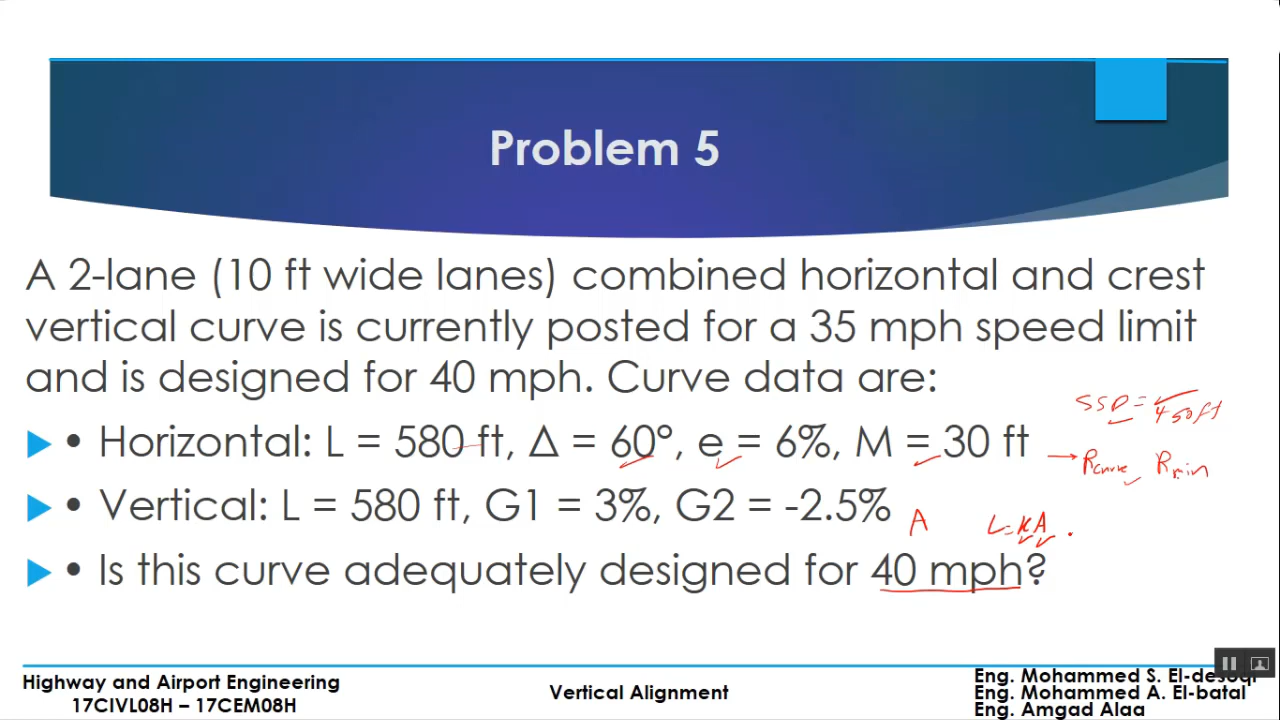 Problem 5
A 2-lane (10 ft wide lanes) combined horizontal and crest
vertical curve is currently posted for a 35 mph speed limit
and is designed for 40 mph. Curve data are:
SSD = 450 ft
• Horizontal: L = 580 ft, Δ = 60°, e = 6%, M = 30 ft
→ Rcurve Rmin
• Vertical: L = 580 ft, G1 = 3%, G2 = -2.5%
A L=KA
• Is this curve adequately designed for 40 mph?
Highway and Airport Engineering
17CIVL08H – 17CEM08H
Vertical Alignment
Eng. Mohammed S. El-desoqi
Eng. Mohammed A. El-batal
Eng. Amgad Alaa